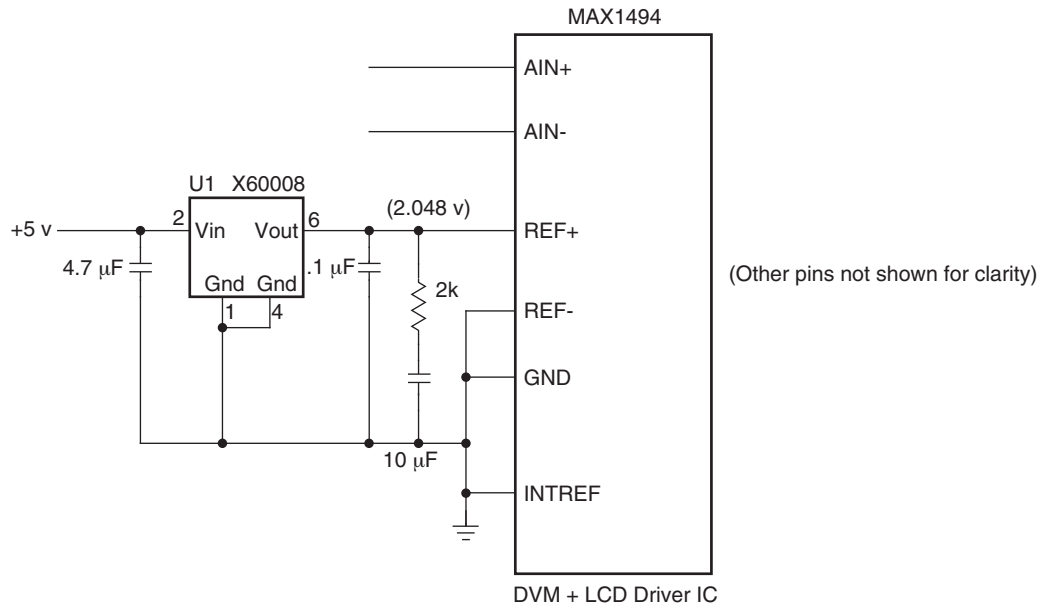 MAX1494
AIN+
AIN-
U1 X60008
(2.048 v)
+5 v
2
Vin
Vout
6
REF+
4.7 μF
.1 μF
(Other pins not shown for clarity)
Gnd
Gnd
2k
1
4
REF-
GND
10 μF
INTREF
DVM + LCD Driver IC